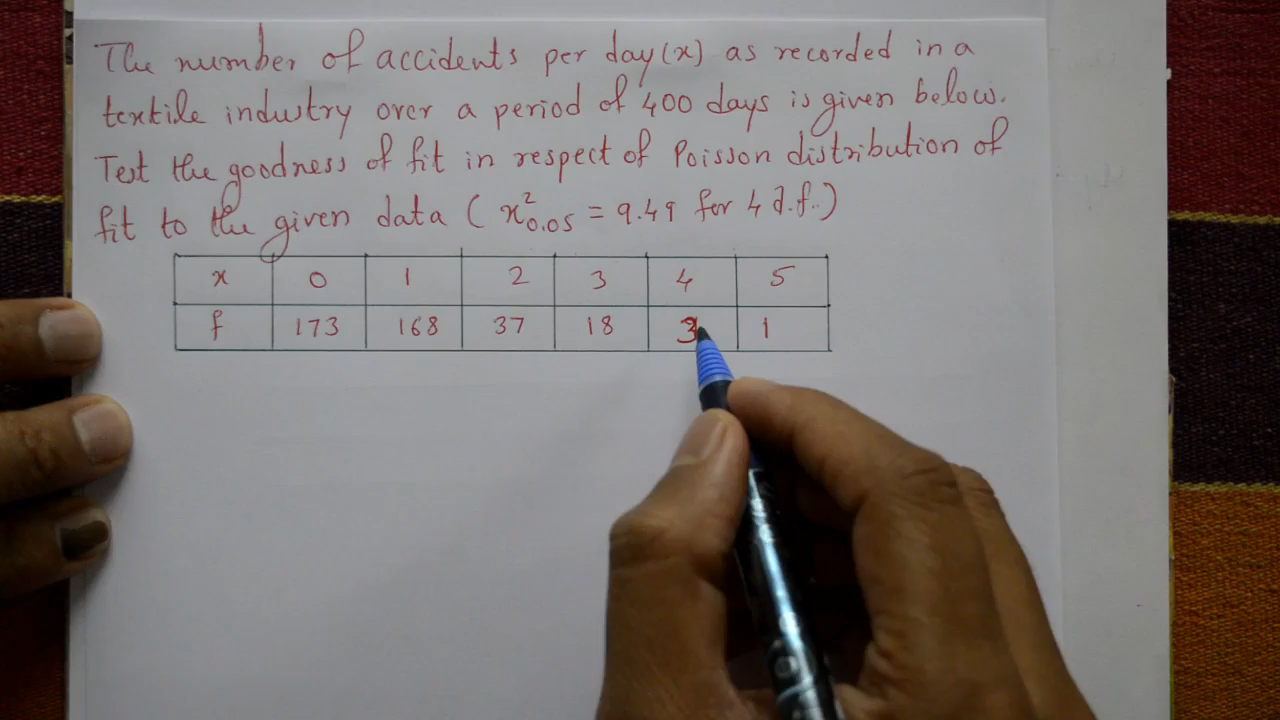 The number of accidents per day (x) as recorded in a
textile industry over a period of 400 days is given below.
Test the goodness of fit in respect of Poisson distribution of
fit to the given data ( x²0.05 = 9.49 for 4 d.f.. )
x 0 1 2 3 4 5
f 173 168 37 18 3 1